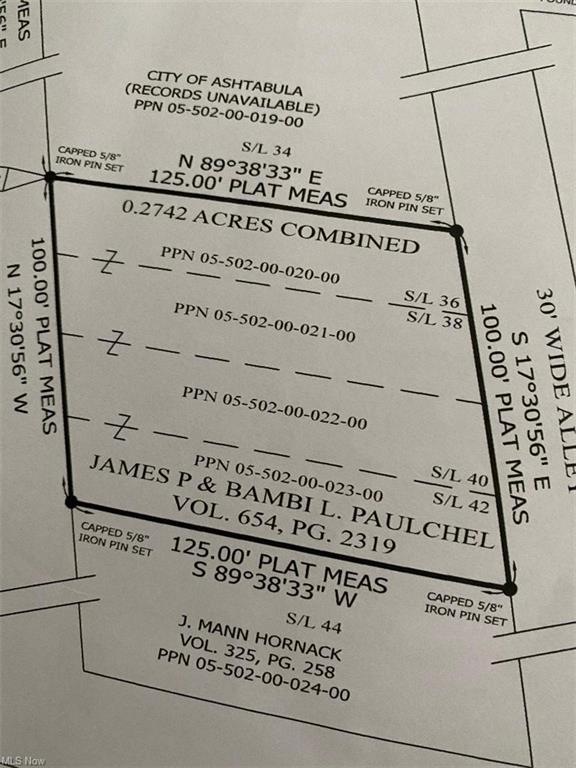 MEAS
CITY OF ASHTABULA
(RECORDS UNAVAILABLE)
PPN 05-502-00-019-00
S/L 34
CAPPED 5/8"
IRON PIN SET
N 89°38'33" E
125.00' PLAT MEAS
CAPPED 5/8"
IRON PIN SET
0.2742 ACRES COMBINED
PPN 05-502-00-020-00
S/L 36
S/L 38
PPN 05-502-00-021-00
100.00' PLAT MEAS
N 17°30'56" W
30' WIDE ALLEY
S 17°30'56" E
100.00' PLAT MEAS
PPN 05-502-00-022-00
S/L 40
S/L 42
PPN 05-502-00-023-00
JAMES P & BAMBI L. PAULCHEL
VOL. 654, PG. 2319
CAPPED 5/8"
IRON PIN SET
125.00' PLAT MEAS
S 89°38'33" W
CAPPED 5/8"
IRON PIN SET
S/L 44
J. MANN HORNACK
VOL. 325, PG. 258
PPN 05-502-00-024-00
MLS Now